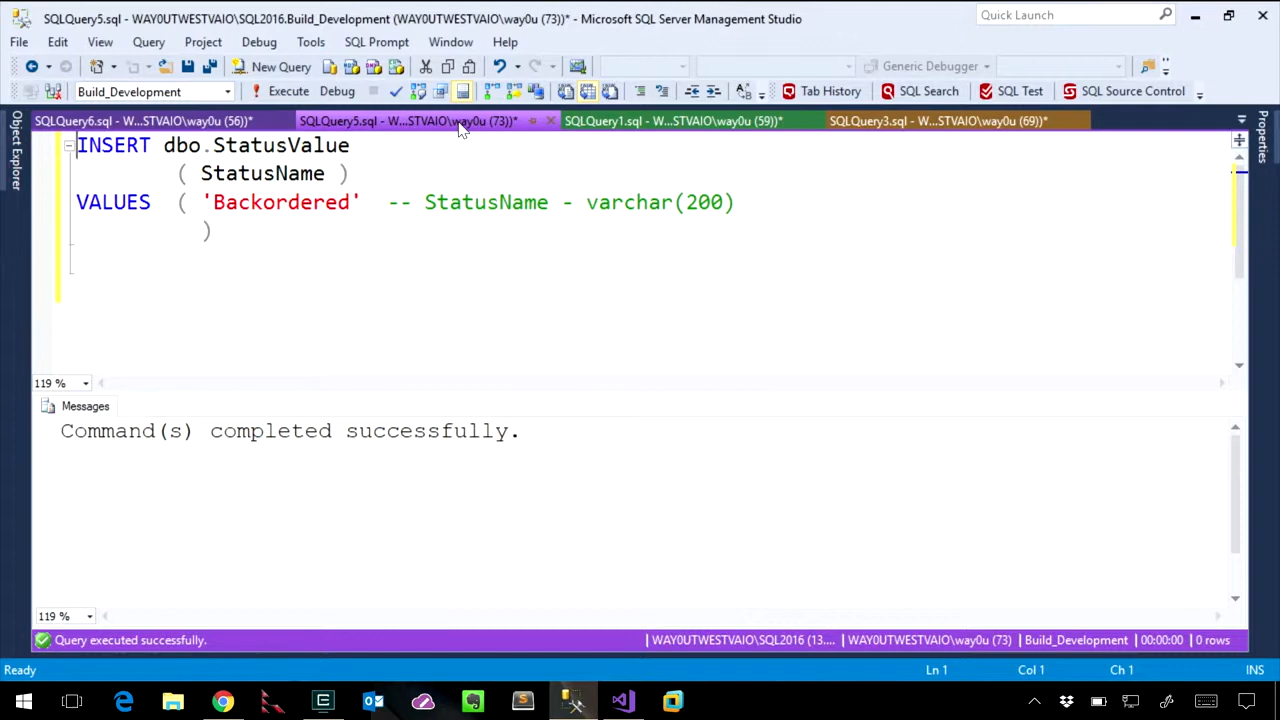 SQLQuery5.sql - WAY0UTWESTVAIO\SQL2016.Build_Development (WAY0UTWESTVAIO\way0u (73))* - Microsoft SQL Server Management Studio
Quick Launch
File Edit View Query Project Debug Tools SQL Prompt Window Help
New Query
Generic Debugger
Build_Development Execute Debug Tab History SQL Search SQL Test SQL Source Control
SQLQuery6.sql - W...STVAIO\way0u (56))* SQLQuery5.sql - W...STVAIO\way0u (73))* SQLQuery1.sql - W...STVAIO\way0u (59))* SQLQuery3.sql - W...STVAIO\way0u (69))*
Object Explorer
Properties
INSERT dbo.StatusValue
( StatusName )
VALUES ( 'Backordered' -- StatusName - varchar(200)
)
119 %
Messages
Command(s) completed successfully.
119 %
Query executed successfully. WAY0UTWESTVAIO\SQL2016 (13.... WAY0UTWESTVAIO\way0u (73) Build_Development 00:00:00 0 rows
Ready Ln 1 Col 1 Ch 1 INS